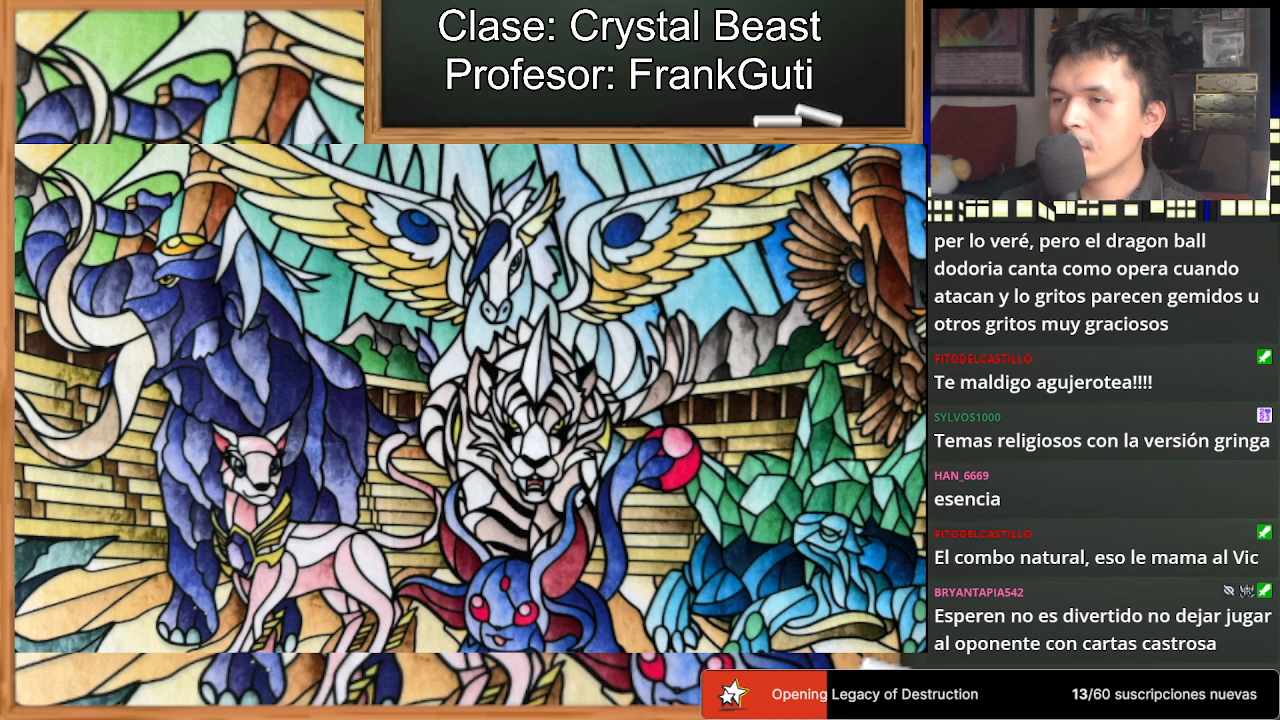 Clase: Crystal Beast
Profesor: FrankGuti
per lo veré, pero el dragon ball
dodoria canta como opera cuando
atacan y lo gritos parecen gemidos u
otros gritos muy graciosos
FITODELCASTILLO
Te maldigo agujerotea!!!!
SYLVOS1000
Temas religiosos con la versión gringa
HAN_6669
esencia
FITODELCASTILLO
El combo natural, eso le mama al Vic
BRYANTAPIA542
Esperen no es divertido no dejar jugar
al oponente con cartas castrosa
Opening Legacy of Destruction
13/60 suscripciones nuevas